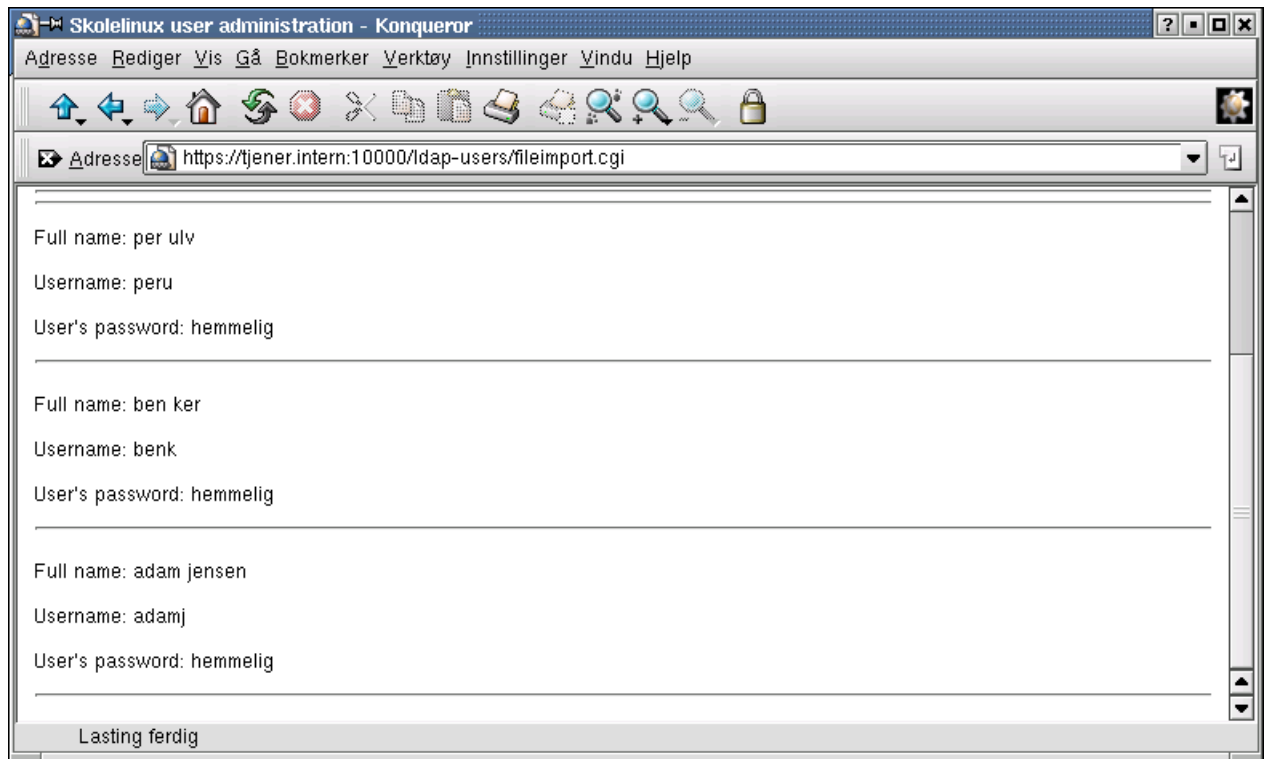 Skolelinux user administration - Konqueror
Adresse Rediger Vis Gå Bokmerker Verktøy Innstillinger Vindu Hjelp
Adresse https://tjener.intern:10000/ldap-users/fileimport.cgi
Full name: per ulv
Username: peru
User's password: hemmelig
Full name: ben ker
Username: benk
User's password: hemmelig
Full name: adam jensen
Username: adamj
User's password: hemmelig
Lasting ferdig